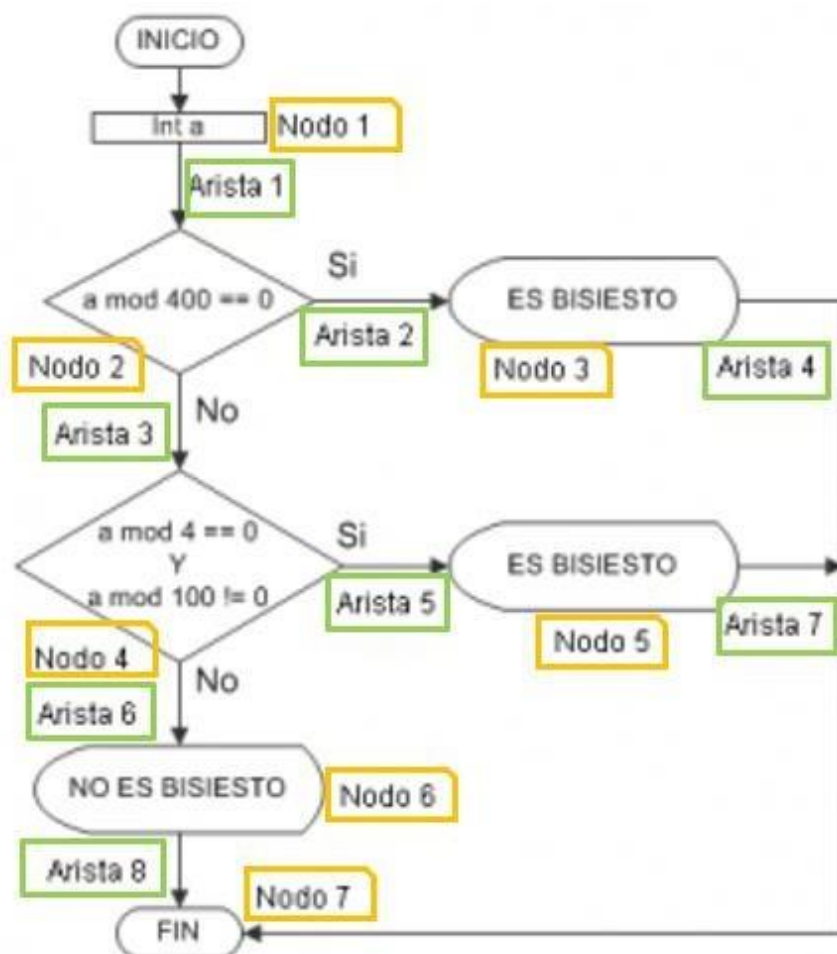 INICIO
Int a
Nodo 1
Arista 1
Si
a mod 400 == 0
ES BISIESTO
Arista 2
Nodo 2
Nodo 3
Arista 4
No
Arista 3
a mod 4 == 0
Y
a mod 100 != 0
Si
ES BISIESTO
Arista 5
Nodo 5
Arista 7
Nodo 4
No
Arista 6
NO ES BISIESTO
Nodo 6
Arista 8
Nodo 7
FIN